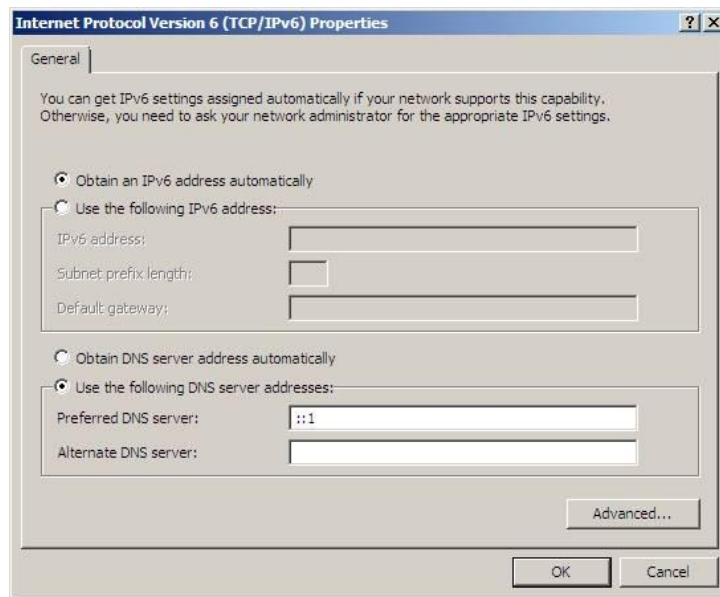 Internet Protocol Version 6 (TCP/IPv6) Properties
General
You can get IPv6 settings assigned automatically if your network supports this capability.
Otherwise, you need to ask your network administrator for the appropriate IPv6 settings.
Obtain an IPv6 address automatically
Use the following IPv6 address:
IPv6 address:
Subnet prefix length:
Default gateway:
Obtain DNS server address automatically
Use the following DNS server addresses:
Preferred DNS server: ::1
Alternate DNS server:
Advanced...
OK Cancel